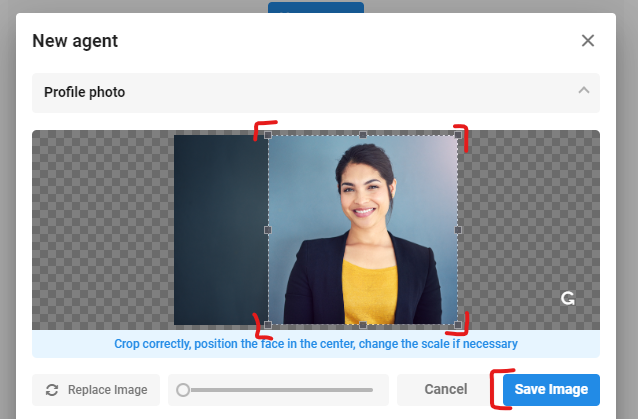 New agent
Profile photo
Crop correctly, position the face in the center, change the scale if necessary
Replace Image
Cancel
Save Image